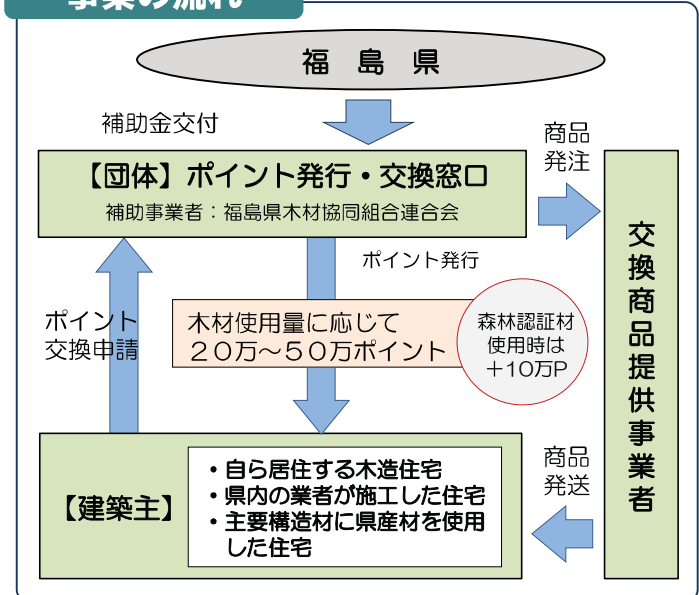 事業の流れ
福 島 県
補助金交付
【団体】ポイント発行・交換窓口
補助事業者：福島県木材協同組合連合会
商品
発注
ポイント発行
ポイント
交換申請
木材使用量に応じて
２０万～５０万ポイント
森林認証材
使用時は
＋10万P
交換商品提供事業者
【建築主】
・自ら居住する木造住宅
・県内の業者が施工した住宅
・主要構造材に県産材を使用
した住宅
商品
発送